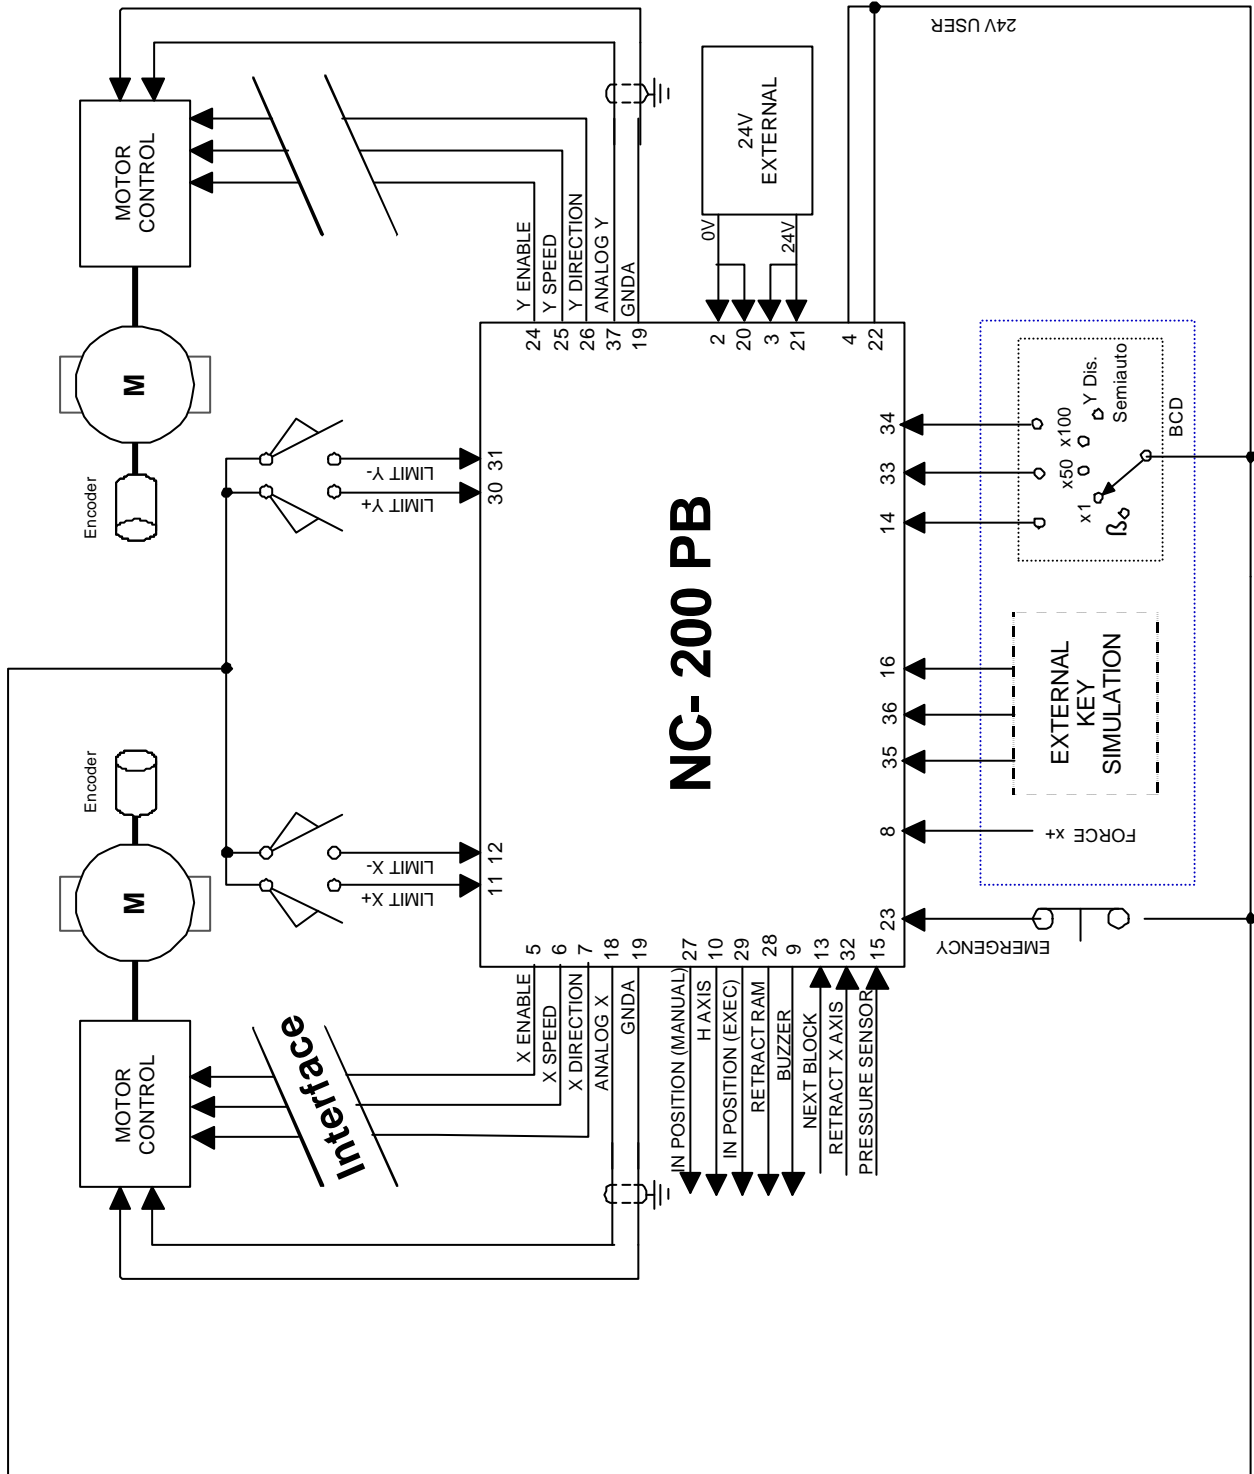 24V USER
MOTOR
CONTROL
24V
EXTERNAL
0V
24V
Y ENABLE
Y SPEED
Y DIRECTION
ANALOG Y
GNDA
24
25
26
37
19
2
20
3
21
4
22
M
Encoder
LIMIT Y-
LIMIT Y+
31
30
34
33
14
x1
x50
x100
Y Dis.
Semiauto
BCD
NC- 200 PB
16
36
35
EXTERNAL
KEY
SIMULATION
8
FORCE x+
23
EMERGENCY
Encoder
M
LIMIT X-
LIMIT X+
12
11
5
6
7
18
19
27
10
29
28
9
13
32
15
X ENABLE
X SPEED
X DIRECTION
ANALOG X
GNDA
IN POSITION (MANUAL)
H AXIS
IN POSITION (EXEC)
RETRACT RAM
BUZZER
NEXT BLOCK
RETRACT X AXIS
PRESSURE SENSOR
Interface
MOTOR
CONTROL